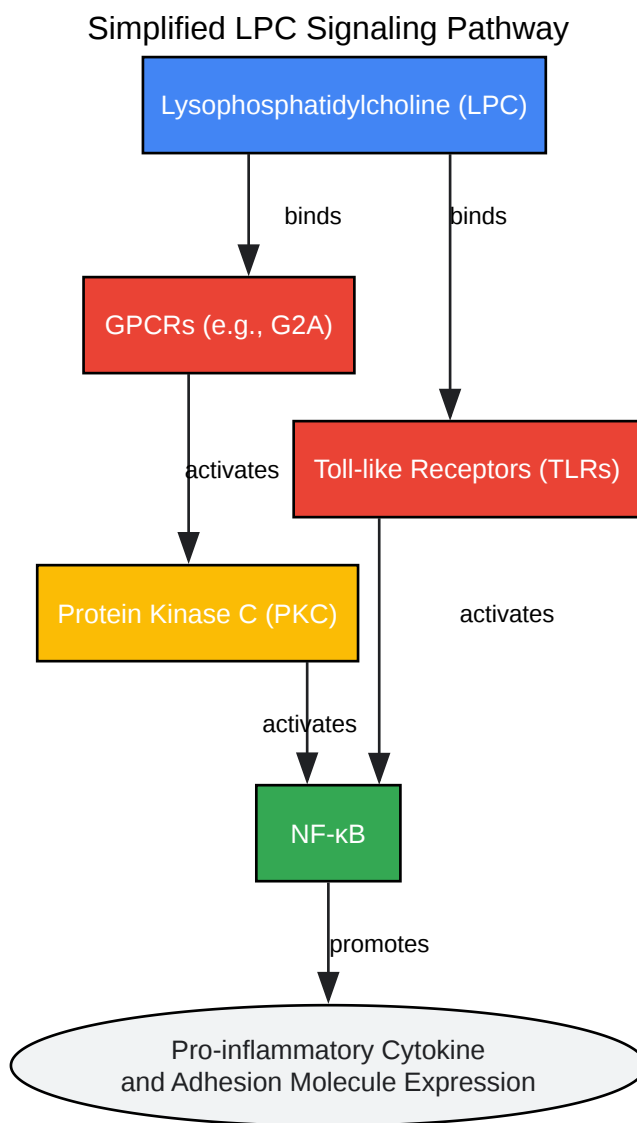 Simplified LPC Signaling Pathway
Lysophosphatidylcholine (LPC)
binds
binds
GPCRs (e.g., G2A)
activates
Toll-like Receptors (TLRs)
Protein Kinase C (PKC)
activates
activates
NF-κB
promotes
Pro-inflammatory Cytokine
and Adhesion Molecule Expression